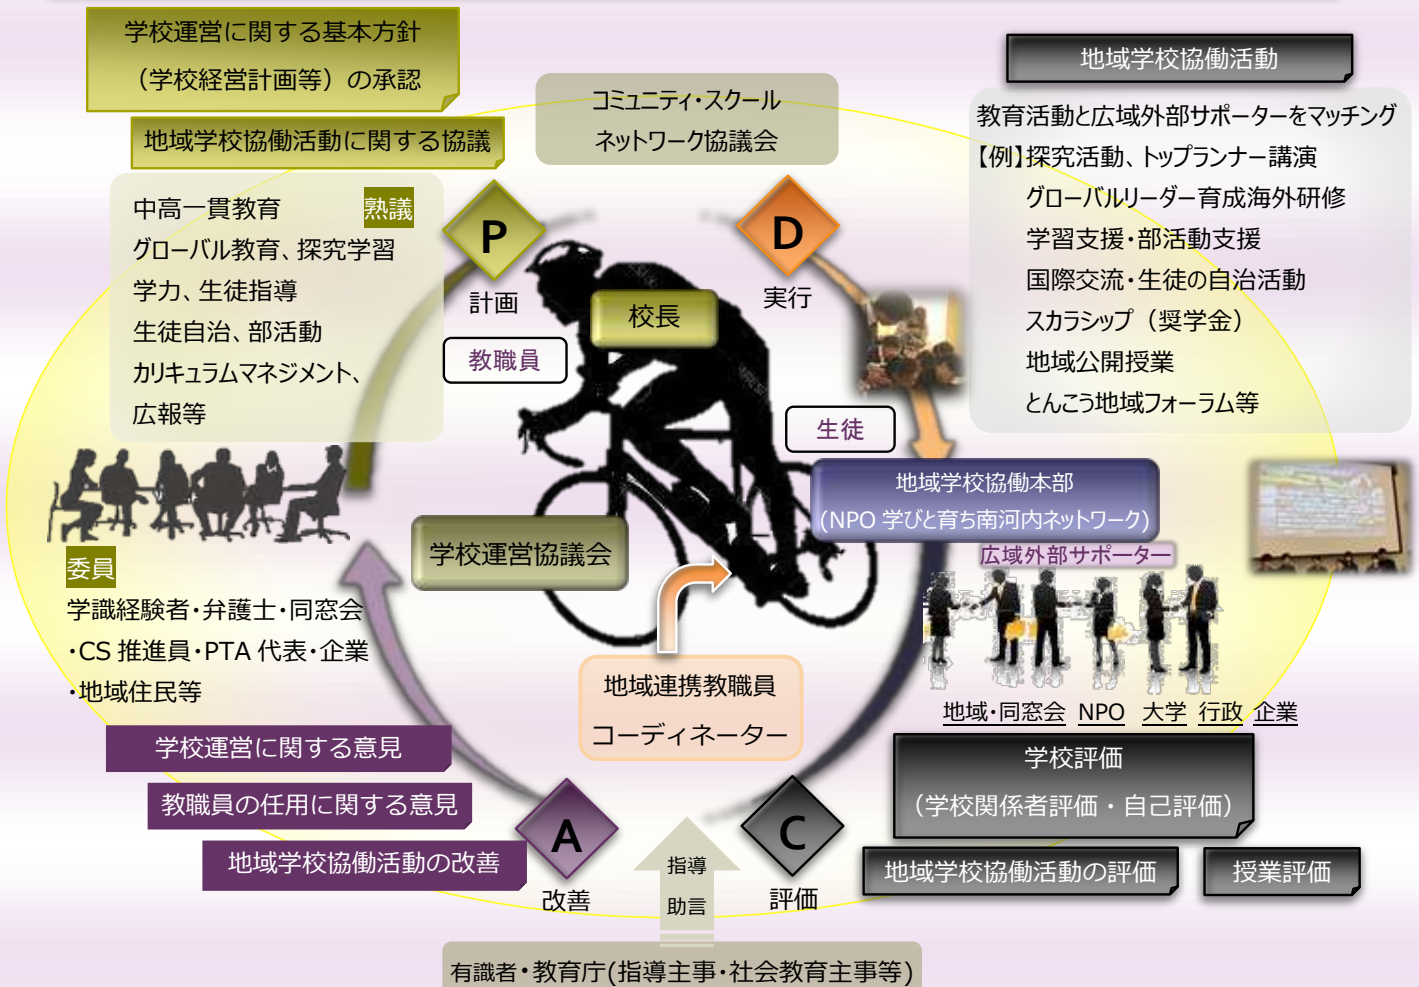 学校運営に関する基本方針
（学校経営計画等）の承認
地域学校協働活動に関する協議
コミュニティ・スクール
ネットワーク協議会
地域学校協働活動
教育活動と広域外部サポーターをマッチング
【例】探究活動、トップランナー講演
グローバルリーダー育成海外研修
学習支援・部活動支援
国際交流・生徒の自治活動
スカラシップ（奨学金）
地域公開授業
とんこう地域フォーラム等
中高一貫教育 熟議
グローバル教育、探究学習
学力、生徒指導
生徒自治、部活動
カリキュラムマネジメント、
広報等
P
計画
D
実行
校長
教職員
生徒
地域学校協働本部
(NPO 学びと育ち南河内ネットワーク)
広域外部サポーター
地域・同窓会 NPO 大学 行政 企業
学校運営協議会
委員
学識経験者・弁護士・同窓会
・CS 推進員・PTA 代表・企業
・地域住民等
地域連携教職員
コーディネーター
学校運営に関する意見
教職員の任用に関する意見
地域学校協働活動の改善
A
改善
指導
助言
C
評価
学校評価
（学校関係者評価・自己評価）
地域学校協働活動の評価
授業評価
有識者・教育庁(指導主事・社会教育主事等)